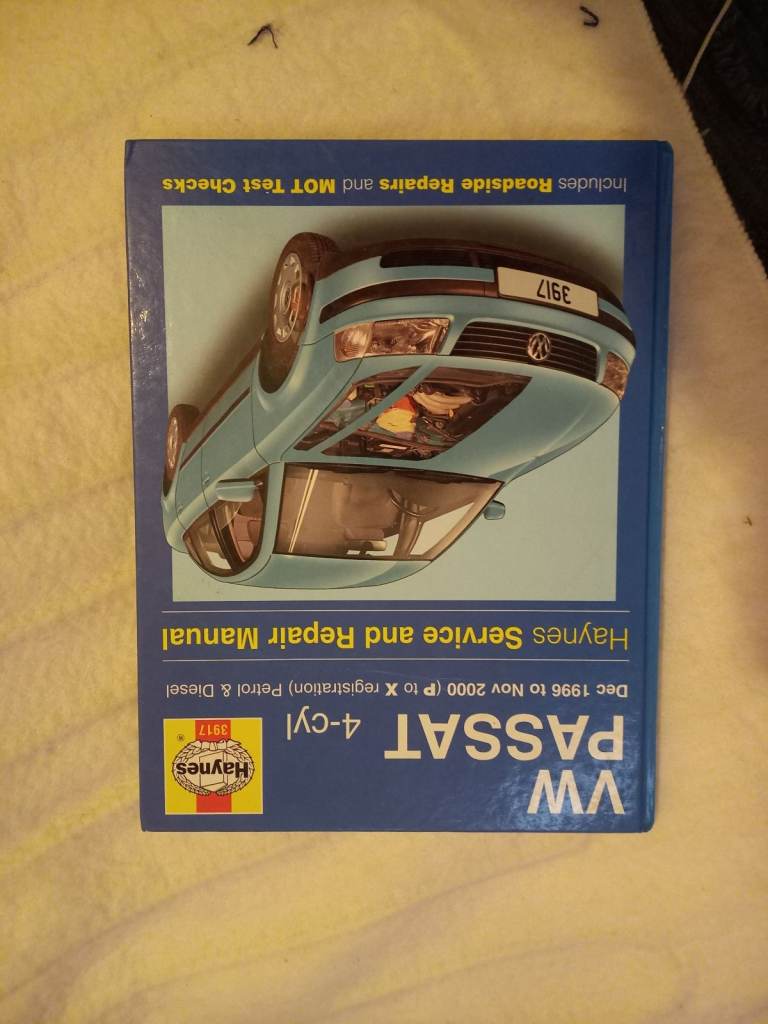 VW
PASSAT 4-cyl
Dec 1996 to Nov 2000 (P to X registration) Petrol & Diesel
Haynes®
3917
Haynes Service and Repair Manual
3917
Includes Roadside Repairs and MOT Test Checks